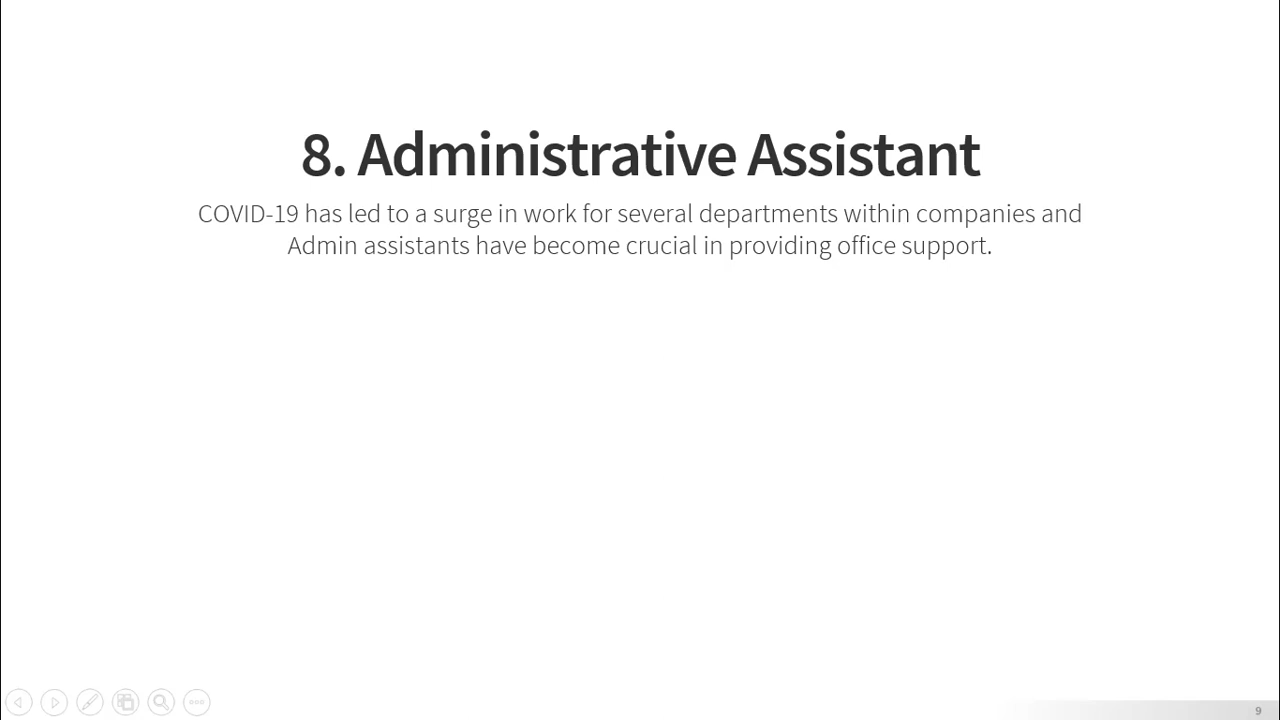 8. Administrative Assistant
COVID-19 has led to a surge in work for several departments within companies and
Admin assistants have become crucial in providing office support.
9